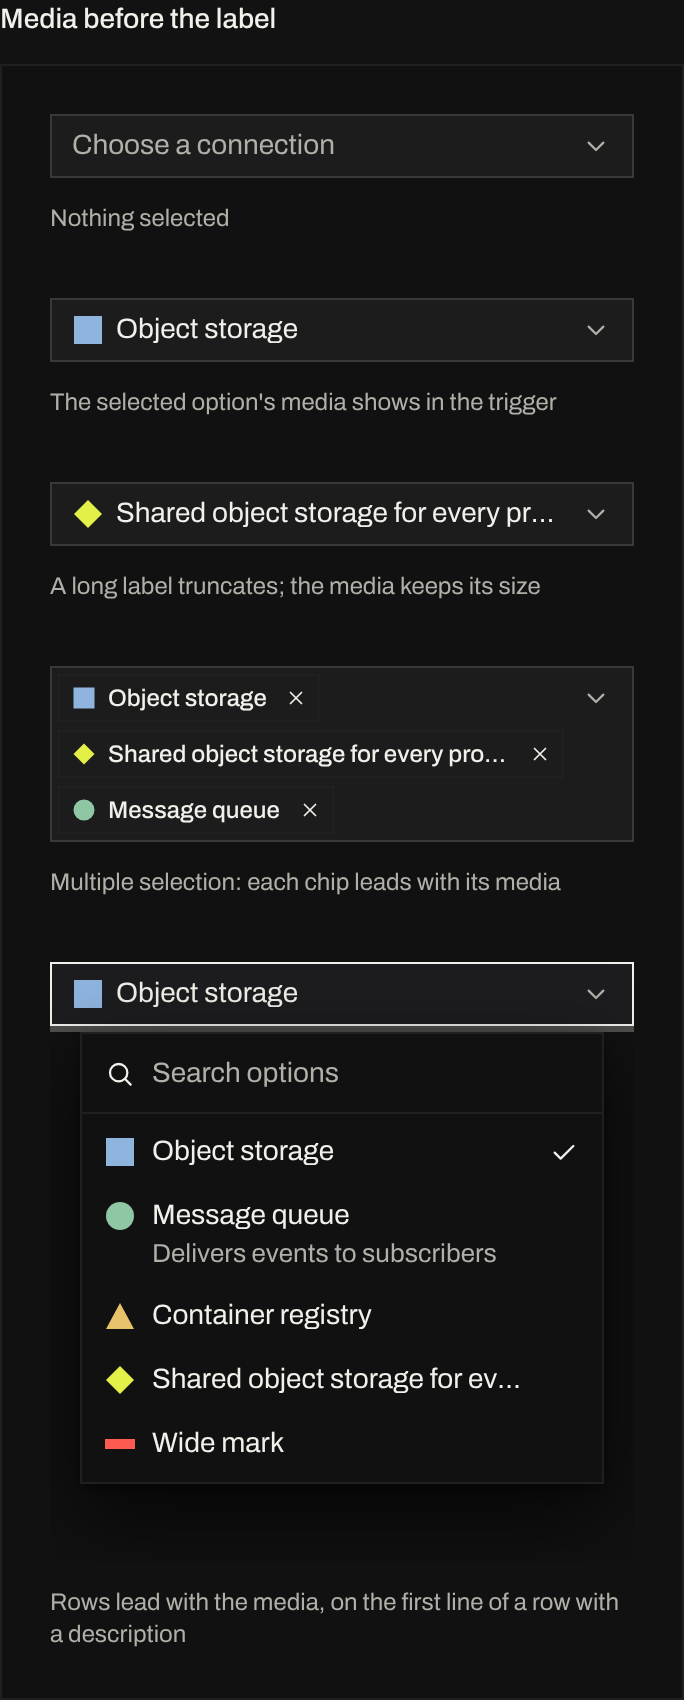 Media before the label
Choose a connection
Nothing selected
Object storage
The selected option's media shows in the trigger
Shared object storage for every pr...
A long label truncates; the media keeps its size
Object storage
Shared object storage for every pro...
Message queue
Multiple selection: each chip leads with its media
Object storage
Search options
Object storage
Message queue
Delivers events to subscribers
Container registry
Shared object storage for ev...
Wide mark
Rows lead with the media, on the first line of a row with
a description